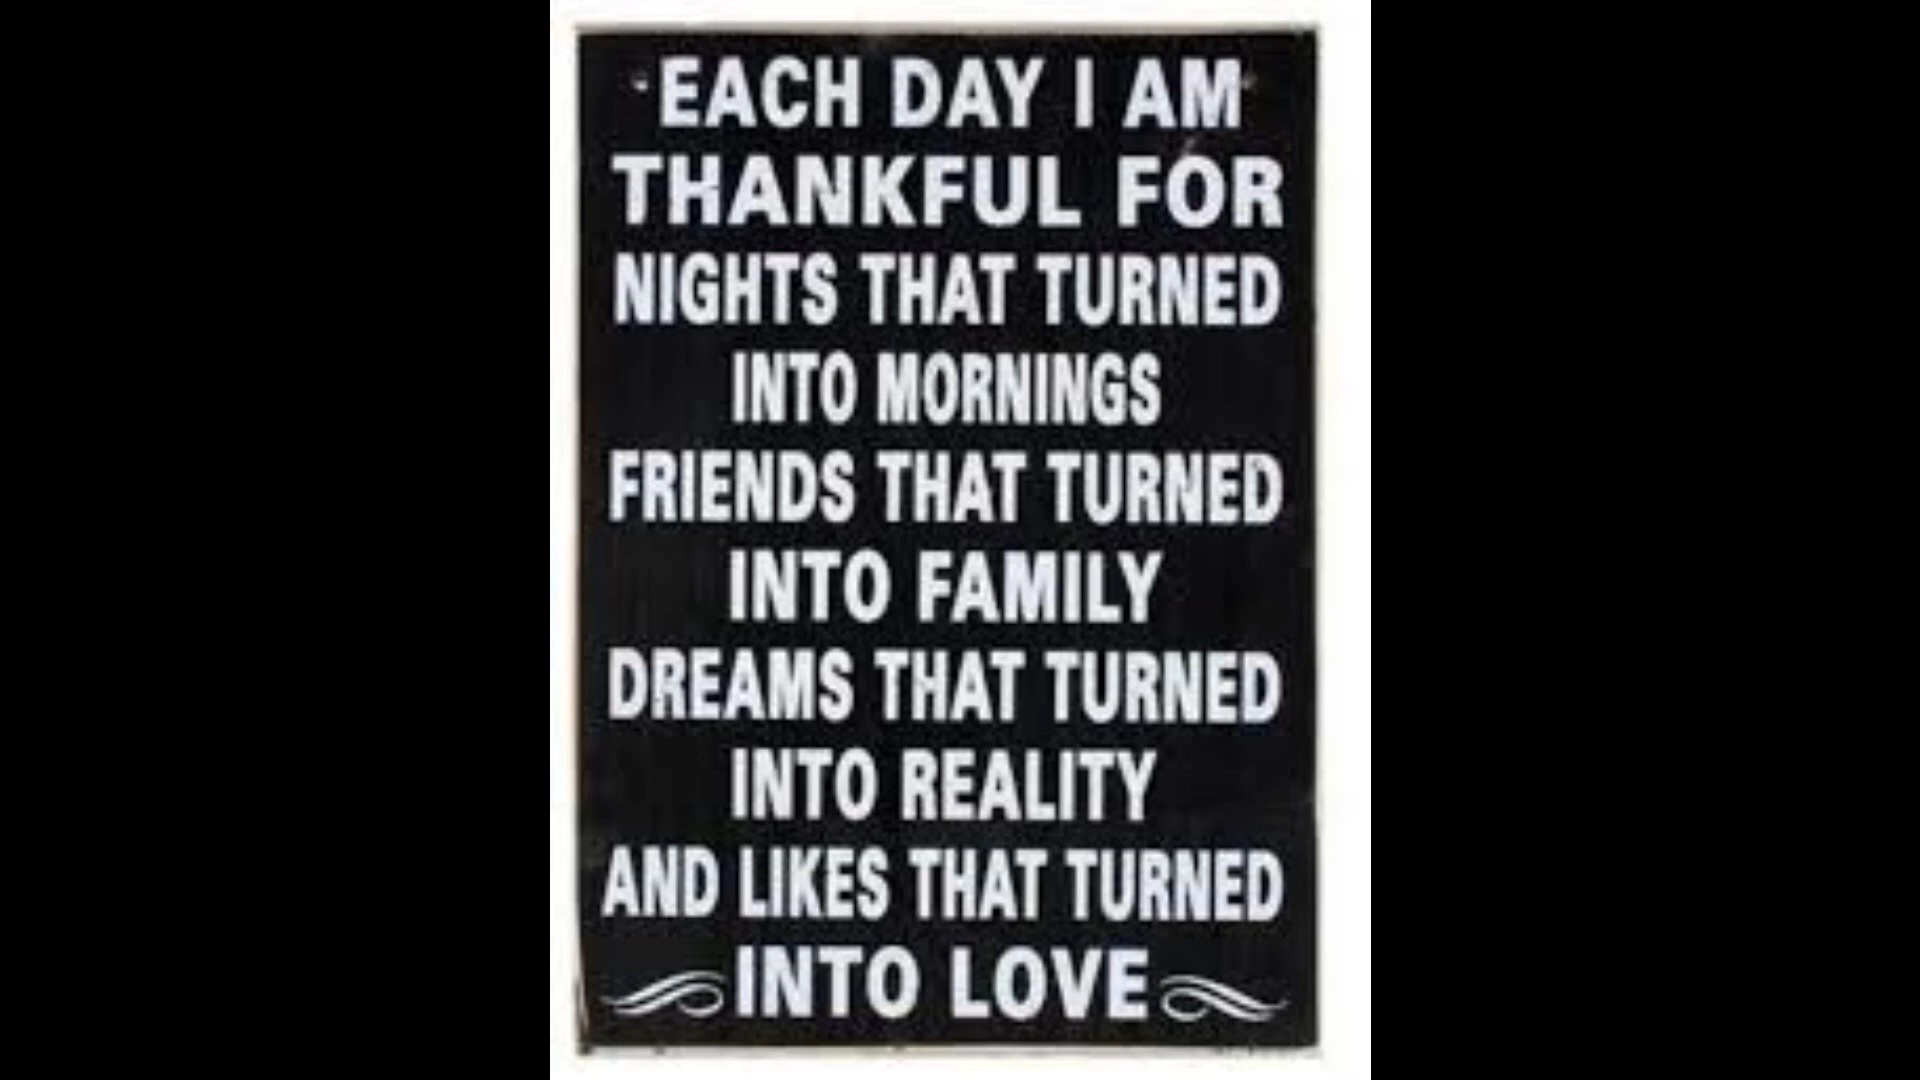 EACH DAY I AM
THANKFUL FOR
NIGHTS THAT TURNED
INTO MORNINGS
FRIENDS THAT TURNED
INTO FAMILY
DREAMS THAT TURNED
INTO REALITY
AND LIKES THAT TURNED
INTO LOVE